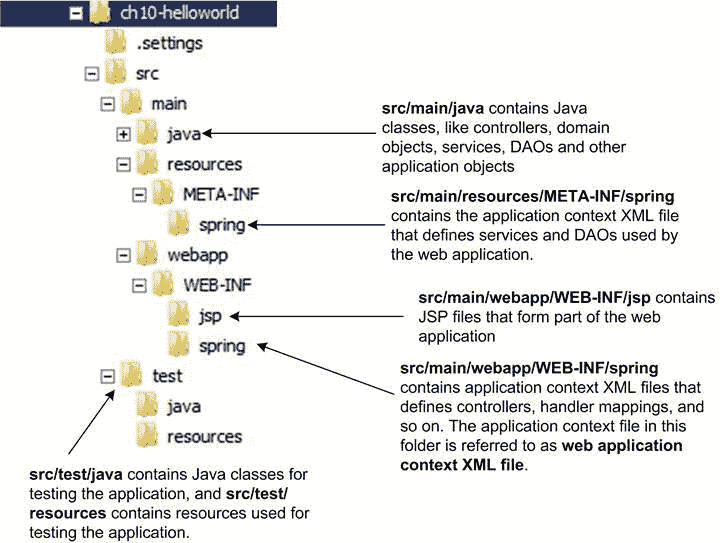 ch10-helloworld
.settings
src
main
java
resources
META-INF
spring
webapp
WEB-INF
jsp
spring
test
java
resources
src/main/java contains Java
classes, like controllers, domain
objects, services, DAOs and other
application objects
src/main/resources/META-INF/spring
contains the application context XML file
that defines services and DAOs used by
the web application.
src/main/webapp/WEB-INF/jsp contains
JSP files that form part of the web
application
src/main/webapp/WEB-INF/spring
contains application context XML files that
defines controllers, handler mappings, and
so on. The application context file in this
folder is referred to as web application
context XML file.
src/test/java contains Java classes for
testing the application, and src/test/
resources contains resources used for
testing the application.